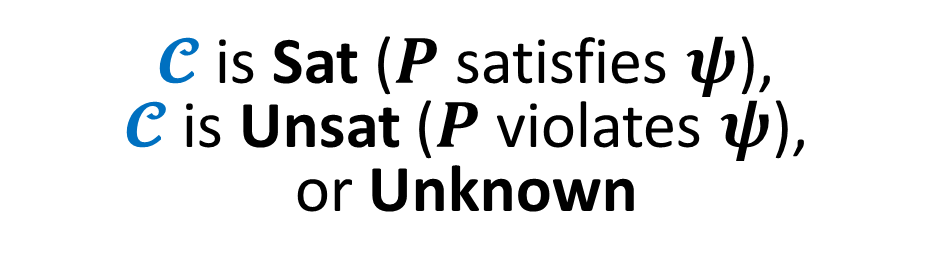 𝓒 is Sat (P satisfies ψ),
𝓒 is Unsat (P violates ψ),
or Unknown